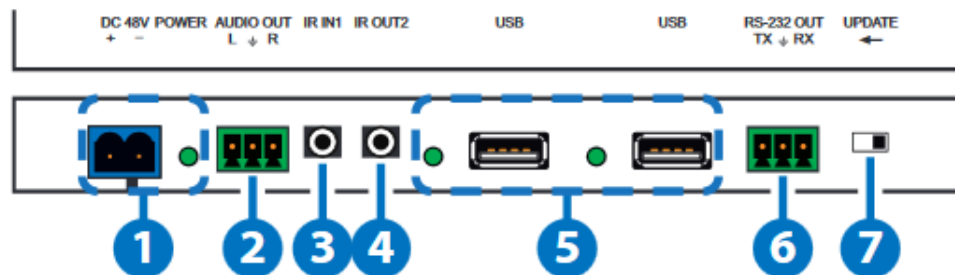 DC 48V POWER AUDIO OUT IR IN1 IR OUT2 USB USB RS-232 OUT UPDATE
+ − L R TX RX
1 2 3 4 5 6 7